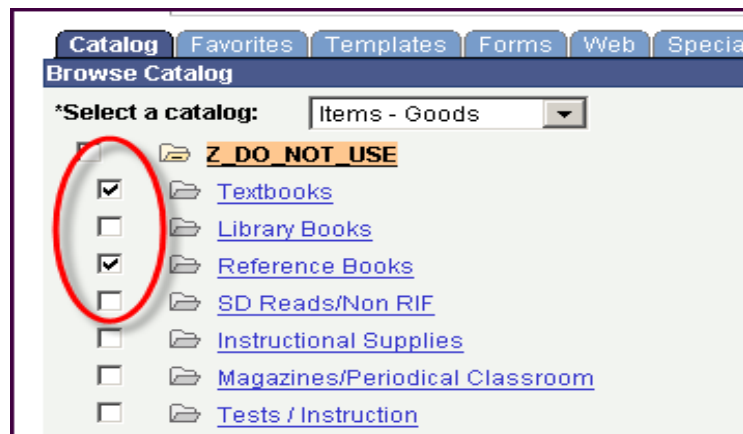 Catalog Favorites Templates Forms Web Specia
Browse Catalog
*Select a catalog: Items - Goods
Z_DO_NOT_USE
Textbooks
Library Books
Reference Books
SD Reads/Non RIF
Instructional Supplies
Magazines/Periodical Classroom
Tests / Instruction